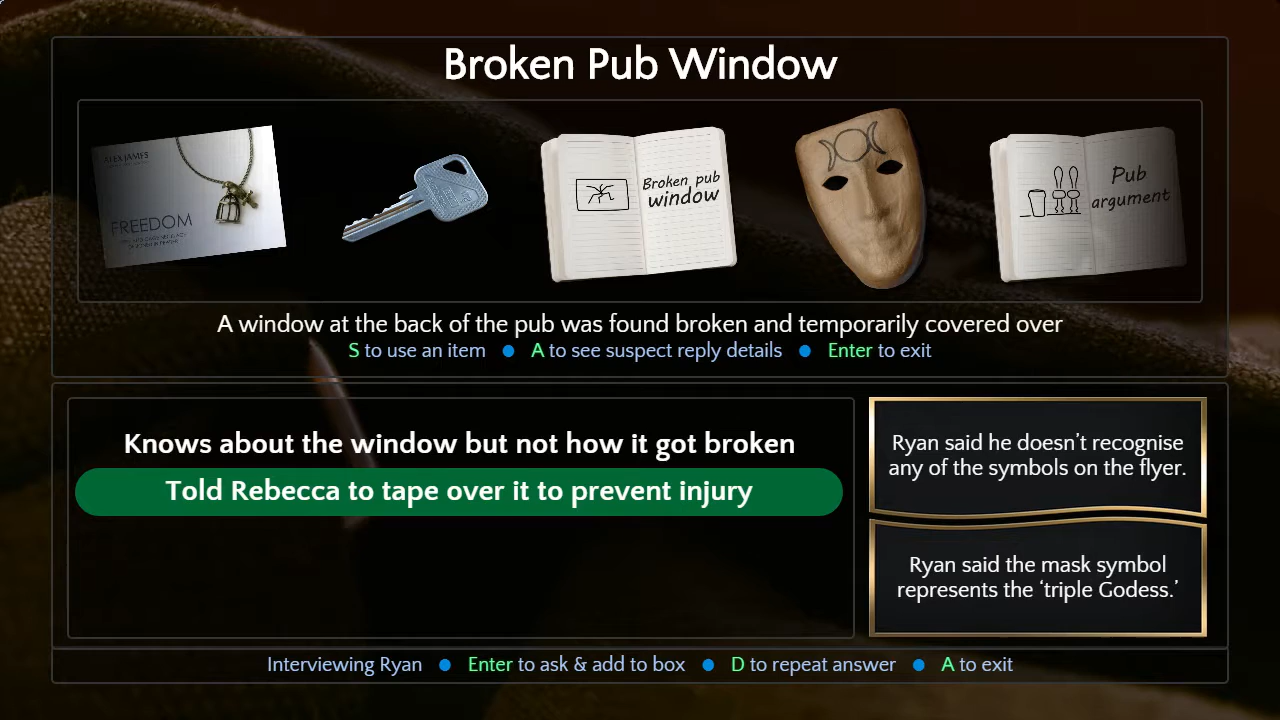 Broken Pub Window
ALEX JAMES
FREEDOM
Broken pub
window
Pub
argument
A window at the back of the pub was found broken and temporarily covered over
S to use an item ● A to see suspect reply details ● Enter to exit
Knows about the window but not how it got broken
Told Rebecca to tape over it to prevent injury
Ryan said he doesn’t recognise
any of the symbols on the flyer.
Ryan said the mask symbol
represents the ‘triple Godess.’
Interviewing Ryan ● Enter to ask & add to box ● D to repeat answer ● A to exit